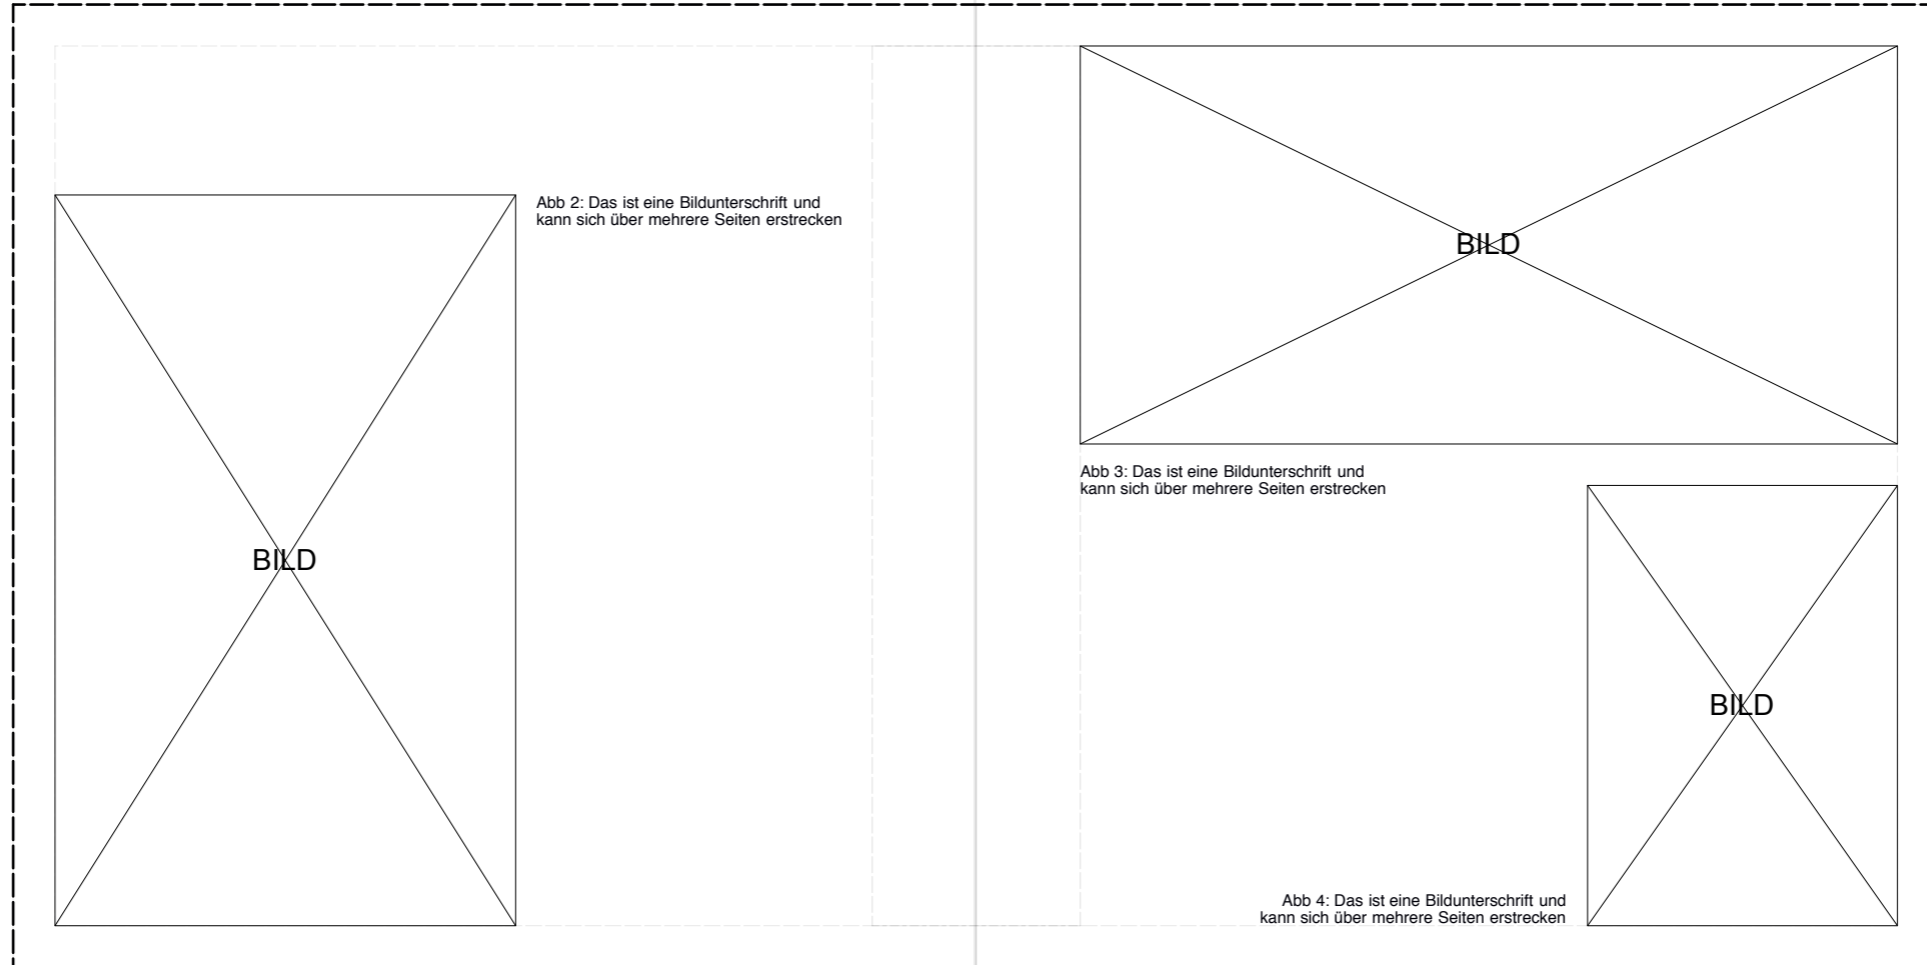 Abb 2: Das ist eine Bildunterschrift und
kann sich über mehrere Seiten erstrecken
BILD
BILD
Abb 3: Das ist eine Bildunterschrift und
kann sich über mehrere Seiten erstrecken
BILD
Abb 4: Das ist eine Bildunterschrift und
kann sich über mehrere Seiten erstrecken